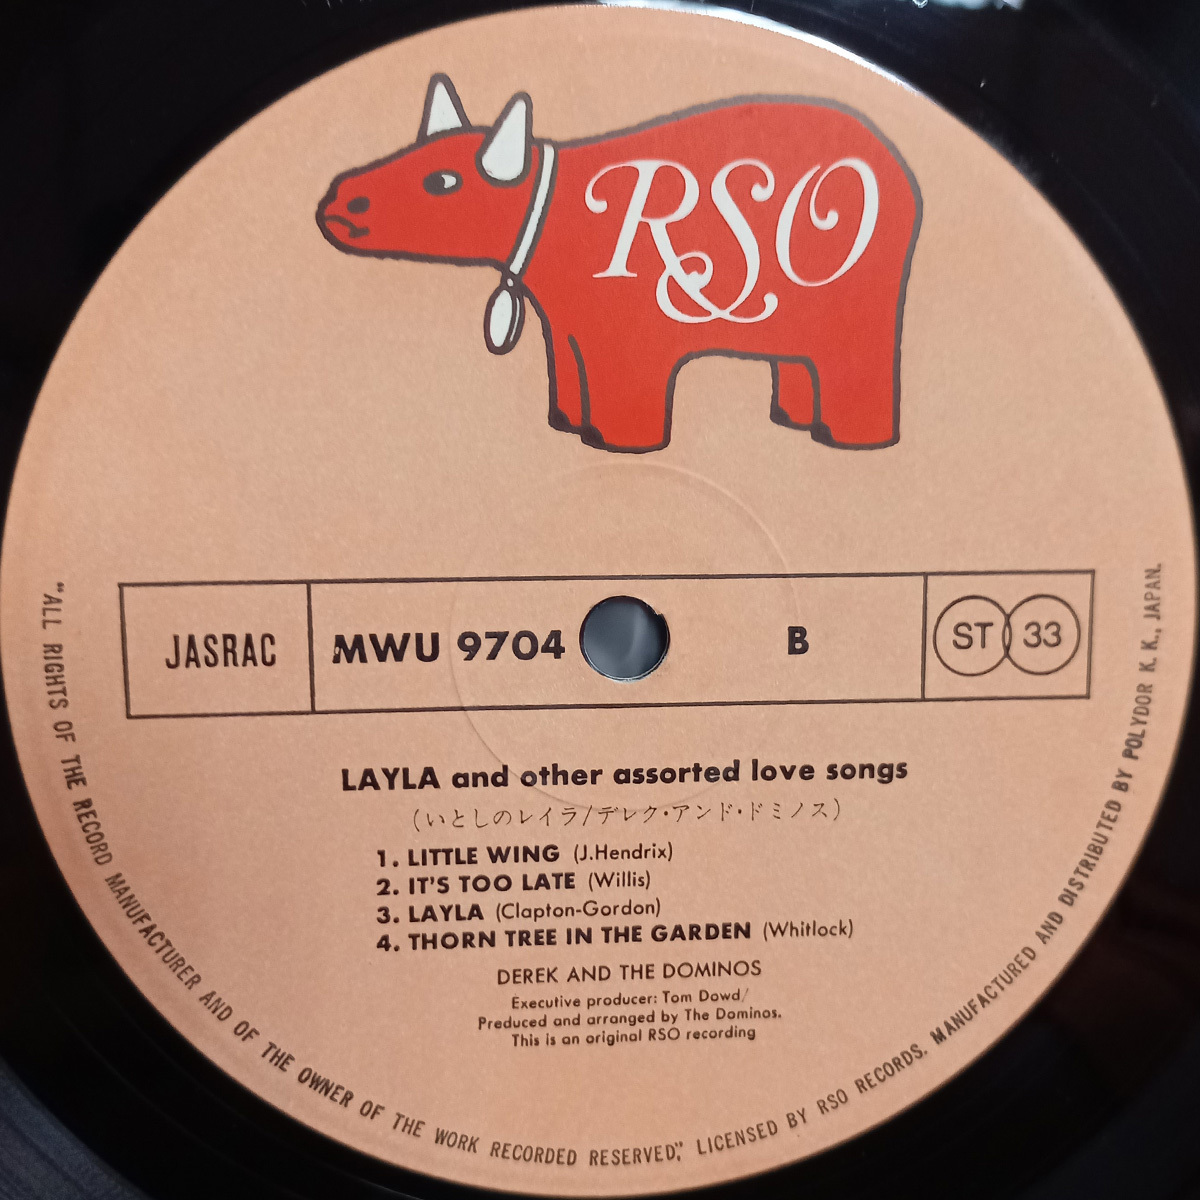 RSO
JASRAC
MWU 9704
B
ST 33
LAYLA and other assorted love songs
(いとしのレイラ/デレク・アンド・ドミノス)
1. LITTLE WING (J.Hendrix)
2. IT'S TOO LATE (Willis)
3. LAYLA (Clapton-Gordon)
4. THORN TREE IN THE GARDEN (Whitlock)
DEREK AND THE DOMINOS
Executive producer: Tom Dowd/
Preduced and arranged by The Dominos.
This is an original RSO recording
"ALL RIGHTS OF THE RECORD MANUFACTURER AND OF THE OWNER OF THE WORK RECORDED RESERVED," LICENSED BY RSO RECORDS. MANUFACTURED AND DISTRIBUTED BY POLYDOR K. K., JAPAN.